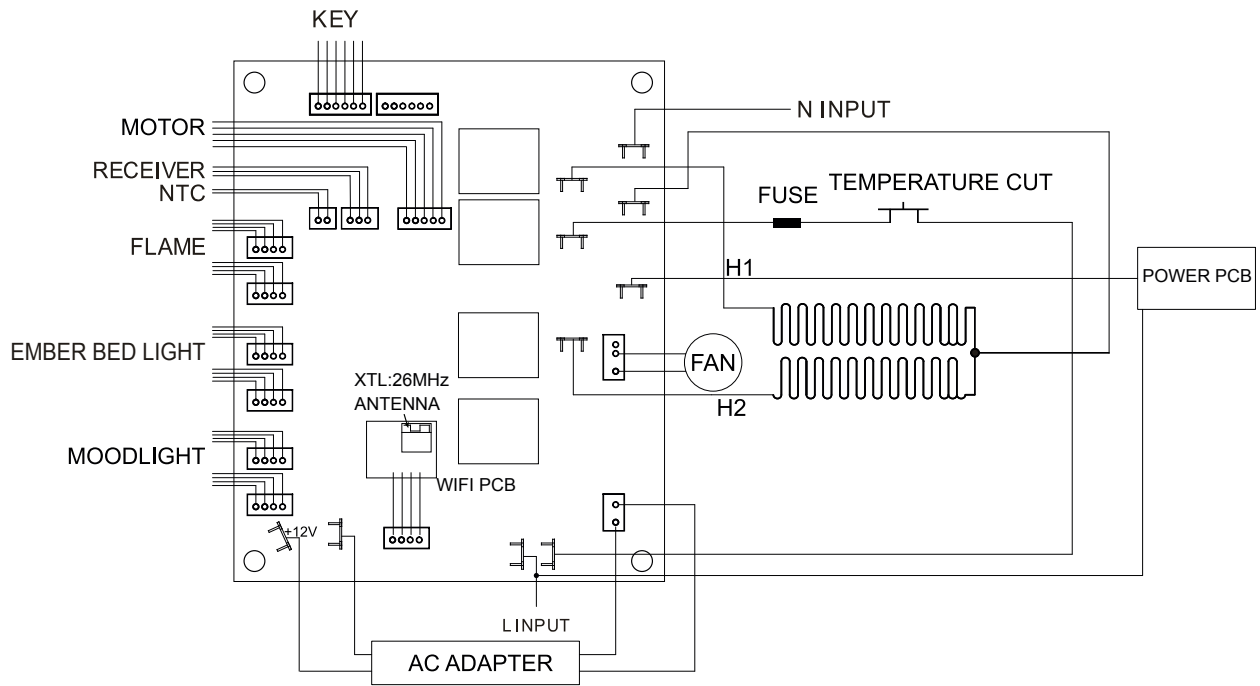 KEY
N INPUT
MOTOR
RECEIVER
NTC
FUSE
TEMPERATURE CUT
FLAME
H1
POWER PCB
EMBER BED LIGHT
FAN
XTL:26MHz
ANTENNA
H2
MOODLIGHT
WIFI PCB
+12V
L INPUT
AC ADAPTER